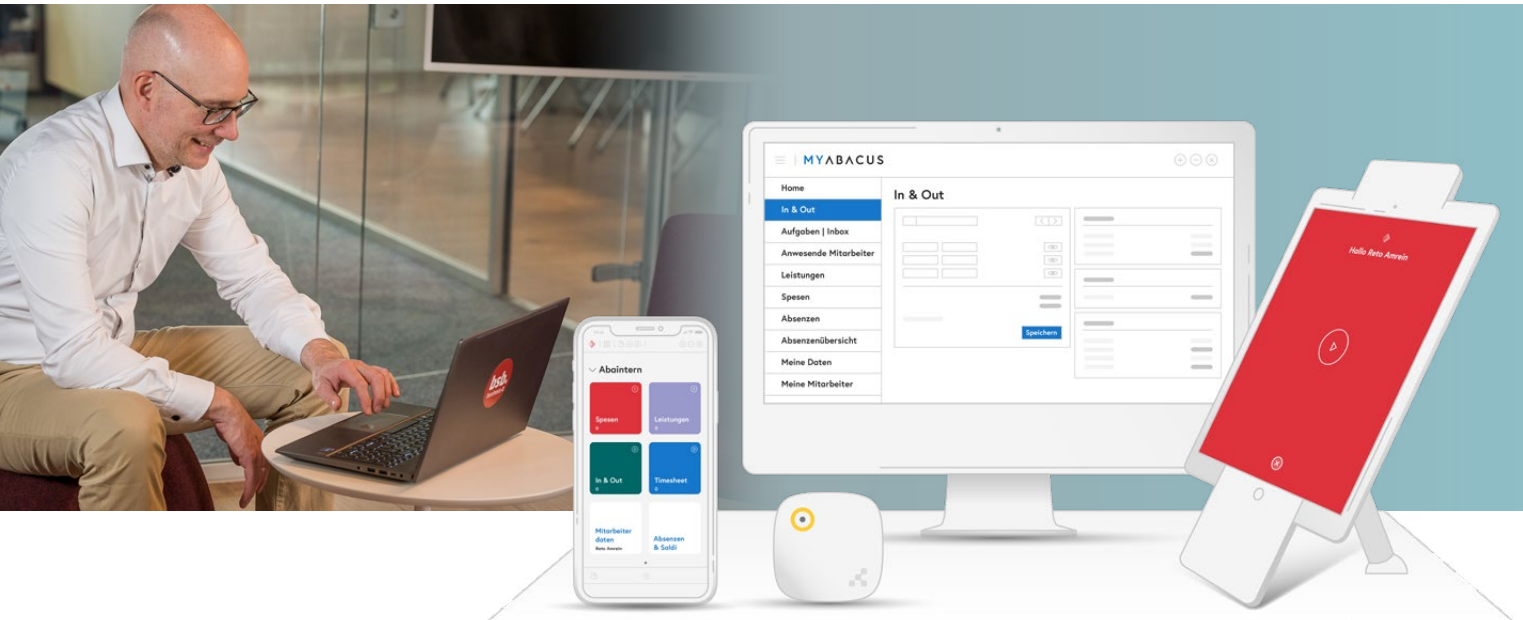 bsb.
Abaintern
Spesen
Leistungen
In & Out
Timesheet
Mitarbeiter
daten
Reto Amrein
Absenzen
& Saldi
MYABACUS
Home
In & Out
Aufgaben | Inbox
Anwesende Mitarbeiter
Leistungen
Spesen
Absenzen
Absenzenübersicht
Meine Daten
Meine Mitarbeiter
In & Out
Speichern
Hallo Reto Amrein